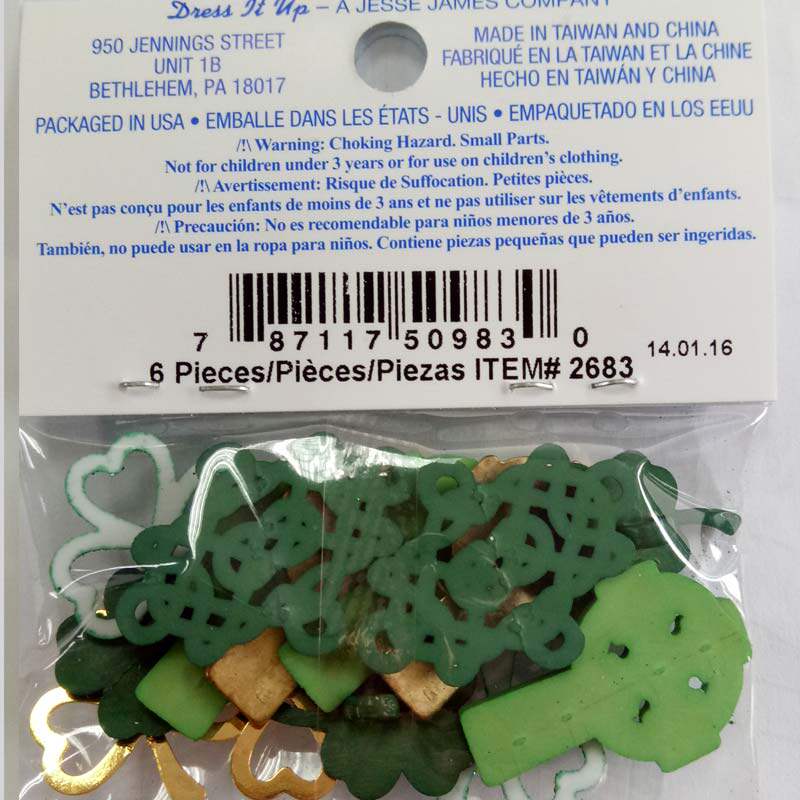 Dress It Up – A JESSE JAMES COMPANY
950 JENNINGS STREET
UNIT 1B
BETHLEHEM, PA 18017
MADE IN TAIWAN AND CHINA
FABRIQUÉ EN LA TAIWAN ET LA CHINE
HECHO EN TAIWÁN Y CHINA
PACKAGED IN USA • EMBALLE DANS LES ÉTATS - UNIS • EMPAQUETADO EN LOS EEUU
/!\ Warning: Choking Hazard. Small Parts.
Not for children under 3 years or for use on children's clothing.
/!\ Avertissement: Risque de Suffocation. Petites pièces.
N'est pas conçu pour les enfants de moins de 3 ans et ne pas utiliser sur les vêtements d'enfants.
/!\ Precaución: No es recomendable para niños menores de 3 años.
También, no puede usar en la ropa para niños. Contiene piezas pequeñas que pueden ser ingeridas.
7 87117 50983 0
14.01.16
6 Pieces/Pièces/Piezas ITEM# 2683